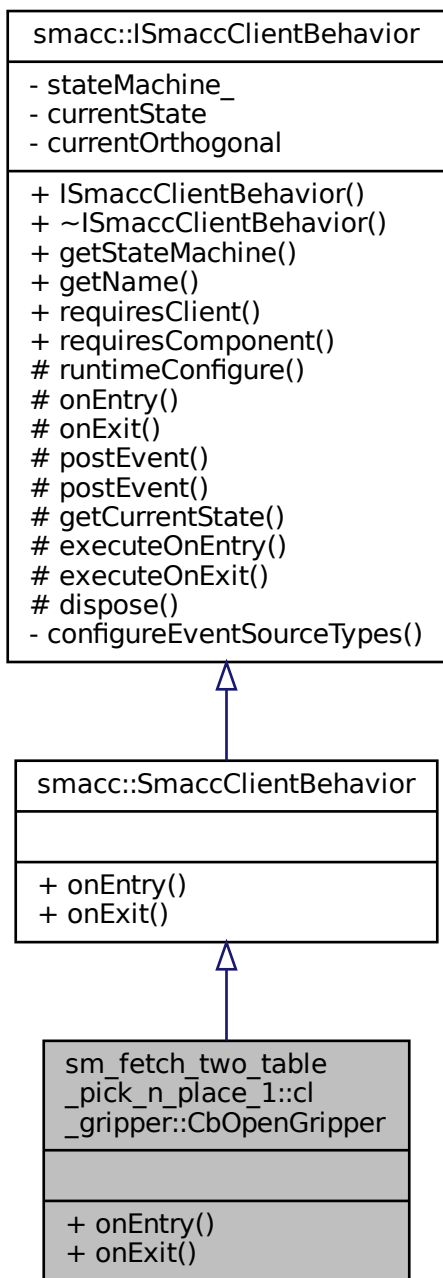 smacc::ISmaccClientBehavior
- stateMachine_
- currentState
- currentOrthogonal
+ ISmaccClientBehavior()
+ ~ISmaccClientBehavior()
+ getStateMachine()
+ getName()
+ requiresClient()
+ requiresComponent()
# runtimeConfigure()
# onEntry()
# onExit()
# postEvent()
# postEvent()
# getCurrentState()
# executeOnEntry()
# executeOnExit()
# dispose()
- configureEventSourceTypes()
smacc::SmaccClientBehavior
+ onEntry()
+ onExit()
sm_fetch_two_table
_pick_n_place_1::cl
_gripper::CbOpenGripper
+ onEntry()
+ onExit()